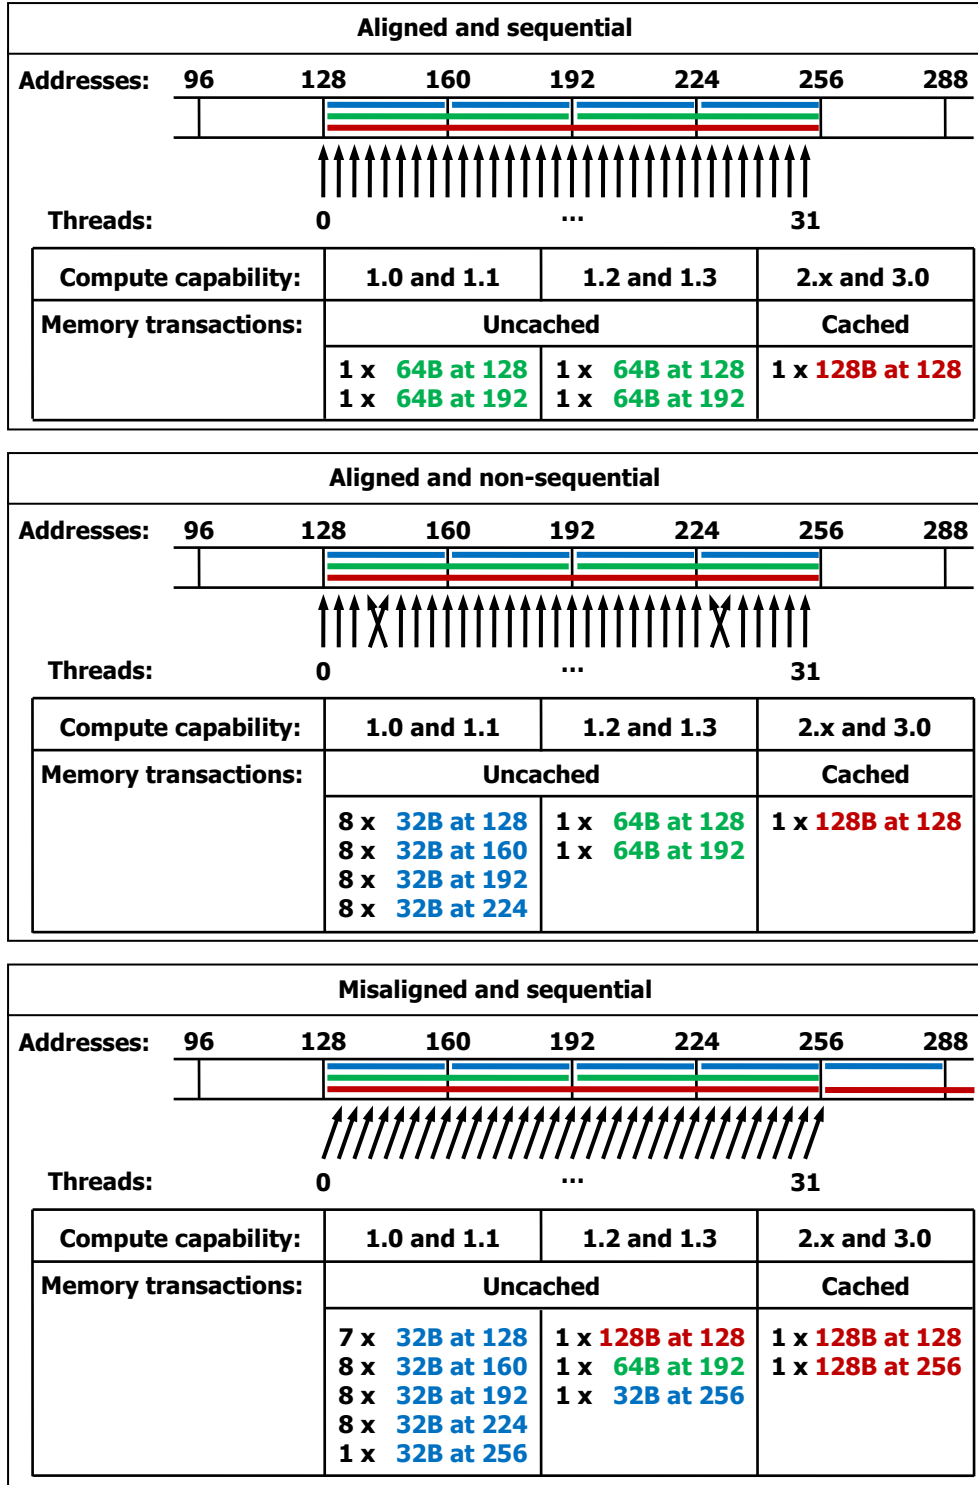 Aligned and sequential
Addresses: 96 128 160 192 224 256 288
Threads: 0 ... 31
Compute capability: 1.0 and 1.1 1.2 and 1.3 2.x and 3.0
Memory transactions: Uncached Cached
1 x 64B at 128 1 x 64B at 128 1 x 128B at 128
1 x 64B at 192 1 x 64B at 192
Aligned and non-sequential
Addresses: 96 128 160 192 224 256 288
Threads: 0 ... 31
Compute capability: 1.0 and 1.1 1.2 and 1.3 2.x and 3.0
Memory transactions: Uncached Cached
8 x 32B at 128 1 x 64B at 128 1 x 128B at 128
8 x 32B at 160 1 x 64B at 192
8 x 32B at 192
8 x 32B at 224
Misaligned and sequential
Addresses: 96 128 160 192 224 256 288
Threads: 0 ... 31
Compute capability: 1.0 and 1.1 1.2 and 1.3 2.x and 3.0
Memory transactions: Uncached Cached
7 x 32B at 128 1 x 128B at 128 1 x 128B at 128
8 x 32B at 160 1 x 64B at 192 1 x 128B at 256
8 x 32B at 192 1 x 32B at 256
8 x 32B at 224
1 x 32B at 256